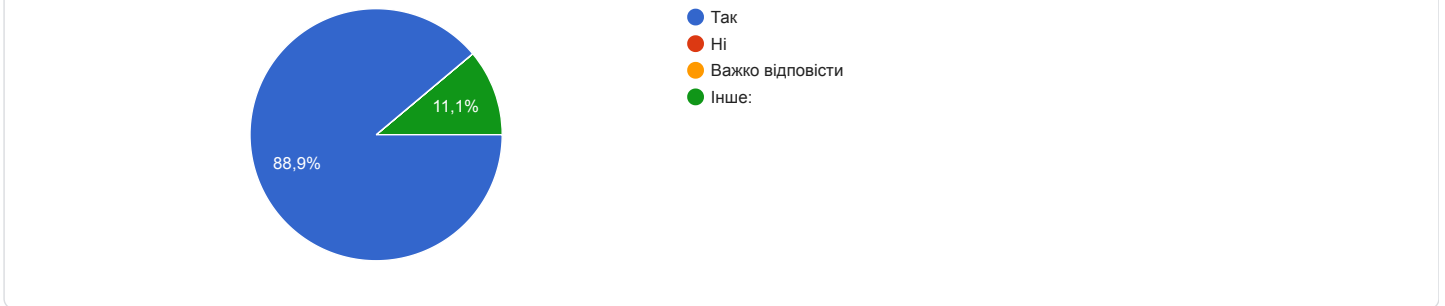 Так
Ні
Важко відповісти
Інше:
11,1%
88,9%